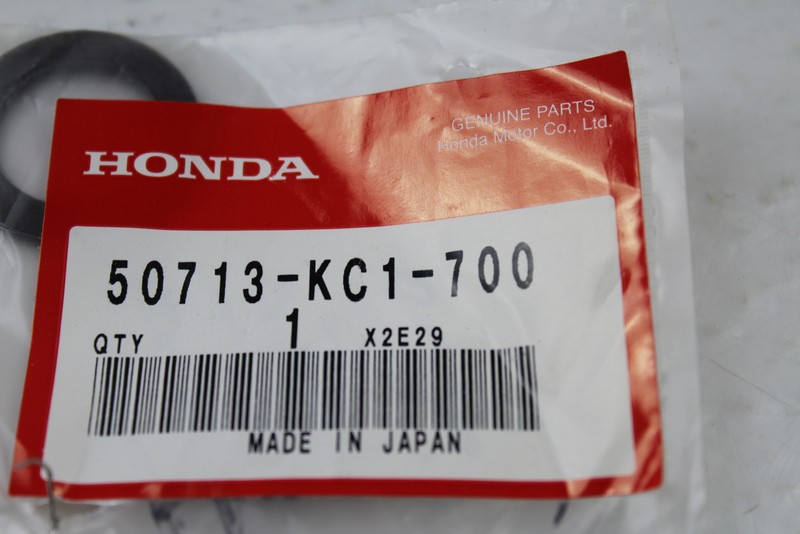 GENUINE PARTS
Honda Motor Co., Ltd.
HONDA
50713-KC1-700
QTY 1 X2E29
MADE IN JAPAN